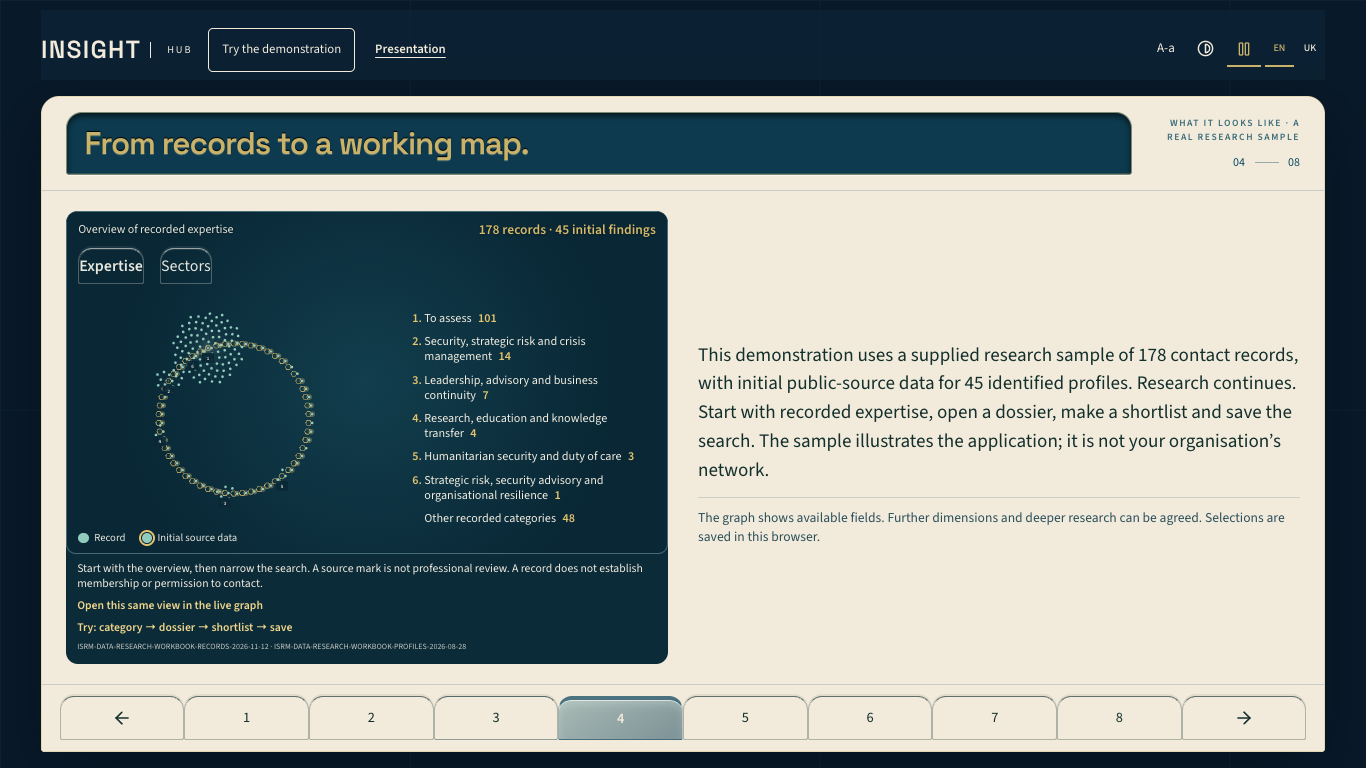 INSIGHT HUB Try the demonstration Presentation A-a EN UK
From records to a working map.
WHAT IT LOOKS LIKE · A
REAL RESEARCH SAMPLE
04 08
Overview of recorded expertise 178 records · 45 initial findings
Expertise Sectors
1. To assess 101
2. Security, strategic risk and crisis
management 14
3. Leadership, advisory and business
continuity 7
4. Research, education and knowledge
transfer 4
5. Humanitarian security and duty of care 3
6. Strategic risk, security advisory and
organisational resilience 1
Other recorded categories 48
Record Initial source data
Start with the overview, then narrow the search. A source mark is not professional review. A record does not establish
membership or permission to contact.
Open this same view in the live graph
Try: category → dossier → shortlist → save
ISRM-DATA-RESEARCH-WORKBOOK-RECORDS-2026-11-12 · ISRM-DATA-RESEARCH-WORKBOOK-PROFILES-2026-08-28
This demonstration uses a supplied research sample of 178 contact records,
with initial public-source data for 45 identified profiles. Research continues.
Start with recorded expertise, open a dossier, make a shortlist and save the
search. The sample illustrates the application; it is not your organisation’s
network.
The graph shows available fields. Further dimensions and deeper research can be agreed. Selections are
saved in this browser.
← 1 2 3 4 5 6 7 8 →